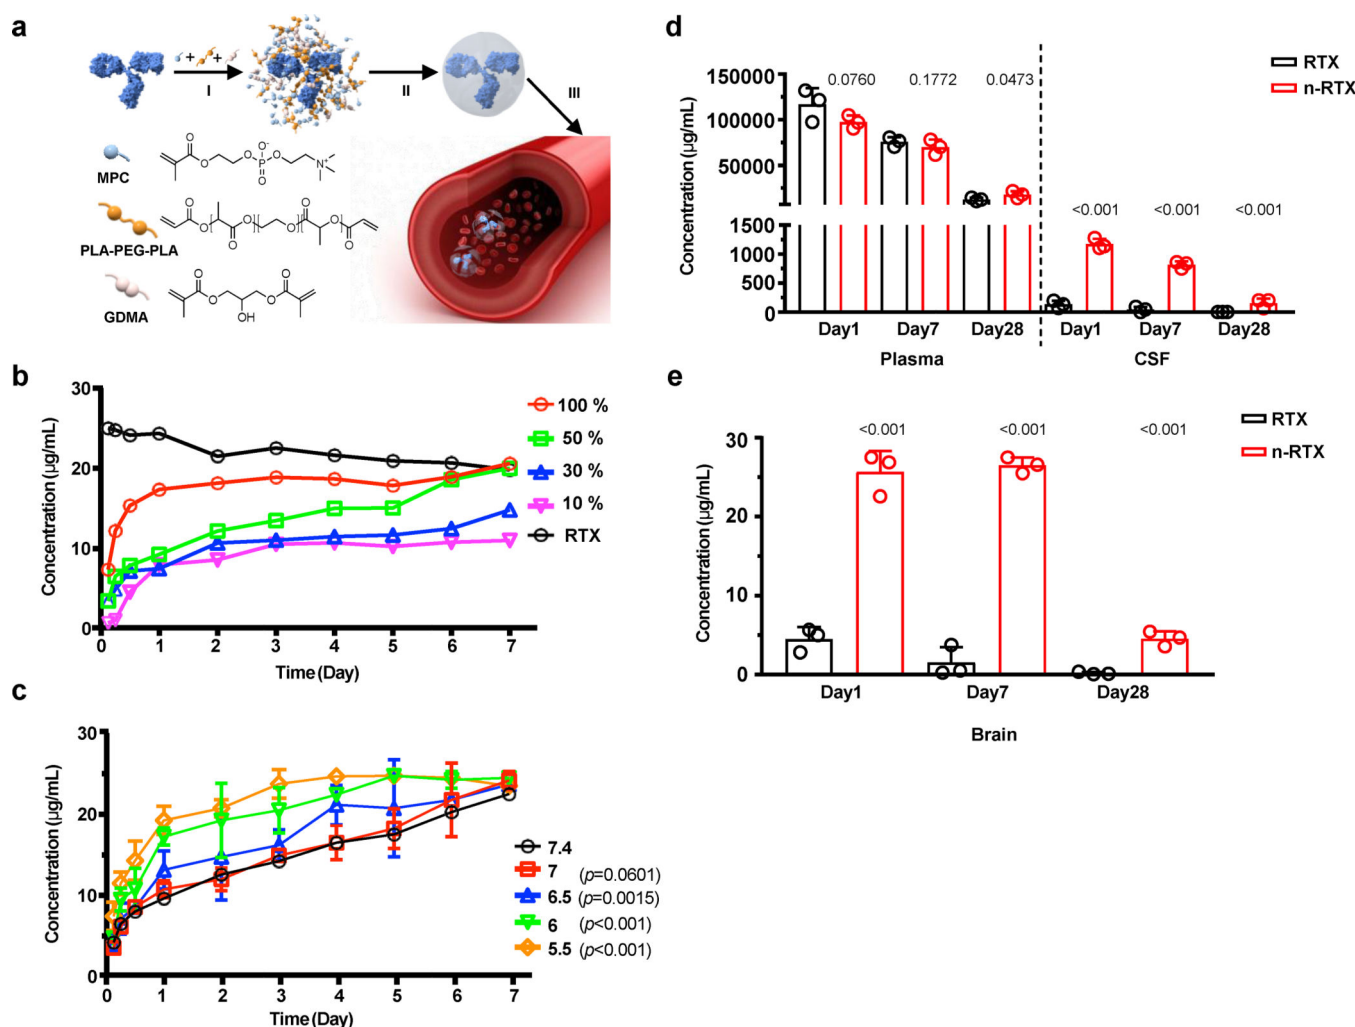 a
+ + +
I
II
III
MPC
O
O
O
O
P
O⁻
O
O
N⁺
PLA-PEG-PLA
O
O
O
O
O
O
O
O
O
GDMA
O
O
OH
O
O
b
Concentration (μg/mL)
30
20
10
0
0 1 2 3 4 5 6 7
Time (Day)
100 %
50 %
30 %
10 %
RTX
c
Concentration (μg/mL)
30
20
10
0
0 1 2 3 4 5 6 7
Time (Day)
7.4
7 (p=0.0601)
6.5 (p=0.0015)
6 (p<0.001)
5.5 (p<0.001)
d
RTX
n-RTX
Concentration (μg/mL)
150000
100000
50000
1500
1000
500
0
0.0760 0.1772 0.0473
<0.001 <0.001 <0.001
Day1 Day7 Day28 Day1 Day7 Day28
Plasma CSF
e
RTX
n-RTX
Concentration (μg/mL)
30
20
10
0
<0.001 <0.001 <0.001
Day1 Day7 Day28
Brain